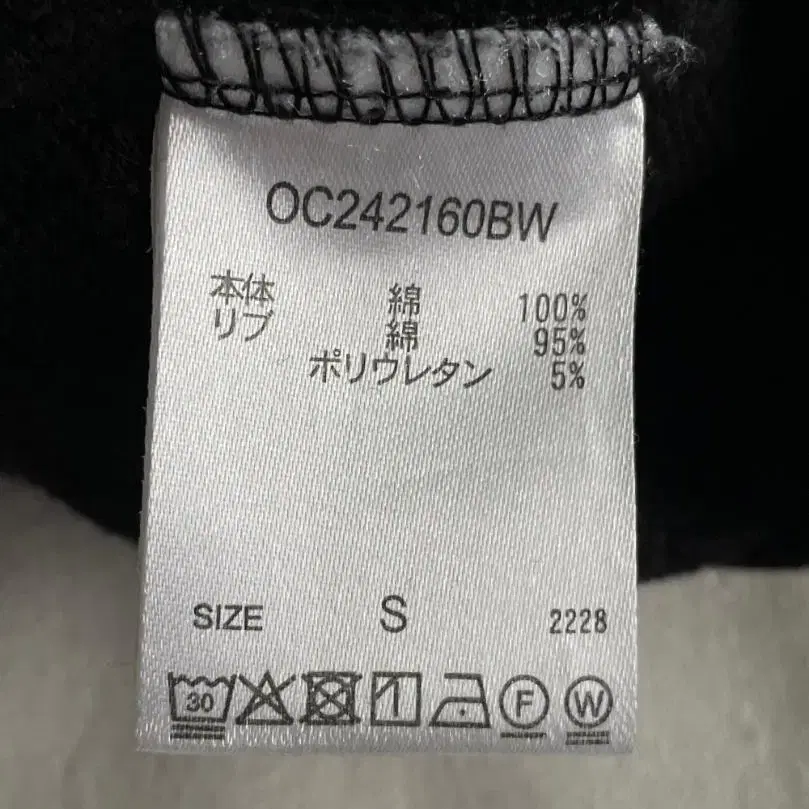 OC242160BW
本体 綿 100%
リブ 綿 95%
ポリウレタン 5%
SIZE S 2228
30 F W